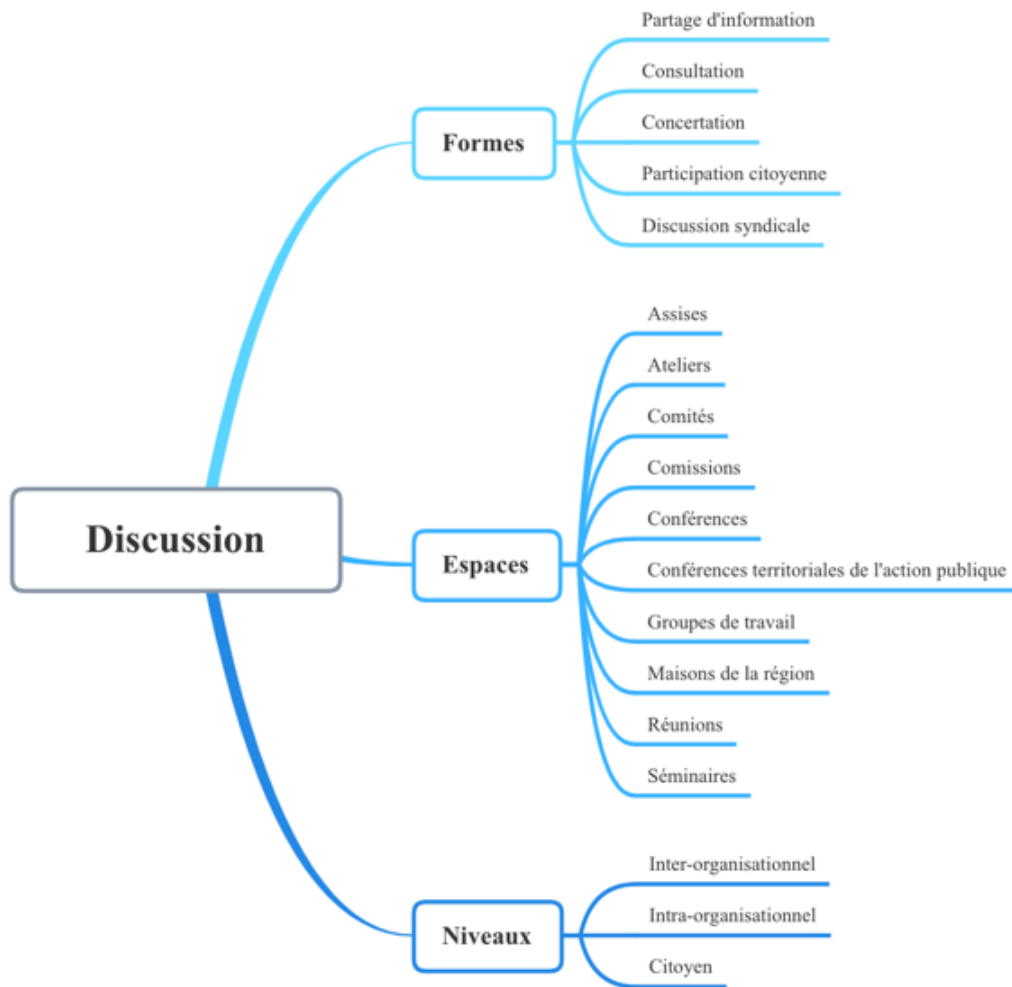 Discussion
Formes
Partage d'information
Consultation
Concertation
Participation citoyenne
Discussion syndicale
Espaces
Assises
Ateliers
Comités
Comissions
Conférences
Conférences territoriales de l'action publique
Groupes de travail
Maisons de la région
Réunions
Séminaires
Niveaux
Inter-organisationnel
Intra-organisationnel
Citoyen